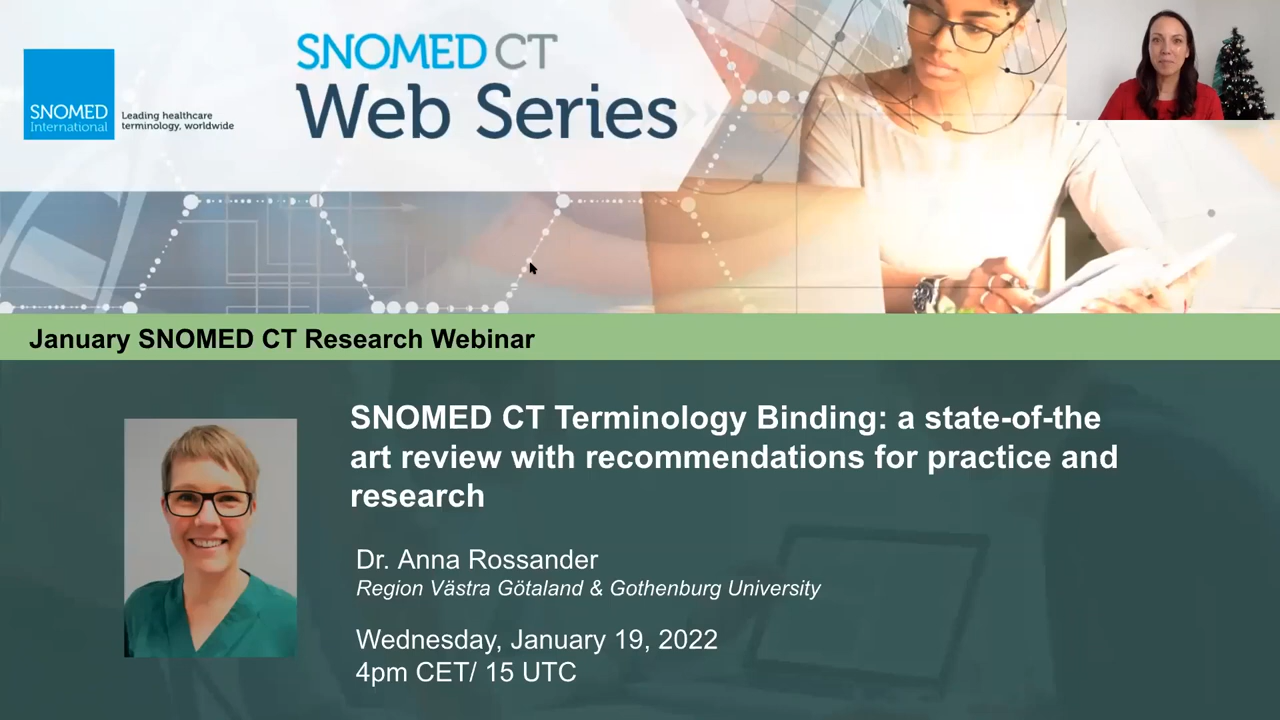 SNOMED CT
Web Series
SNOMED
International
Leading healthcare
terminology, worldwide
January SNOMED CT Research Webinar
SNOMED CT Terminology Binding: a state-of-the
art review with recommendations for practice and
research
Dr. Anna Rossander
Region Västra Götaland & Gothenburg University
Wednesday, January 19, 2022
4pm CET/ 15 UTC